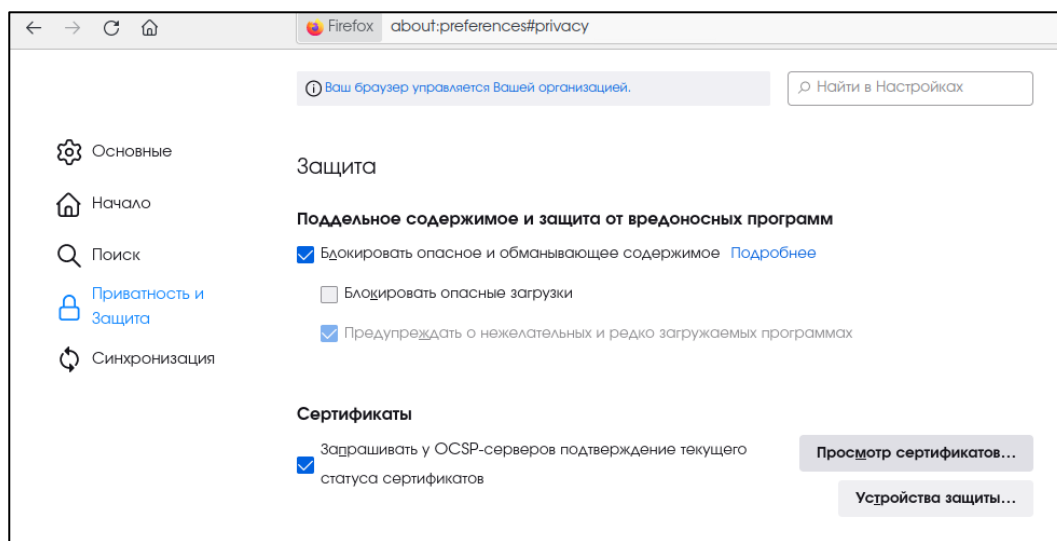 Firefox about:preferences#privacy
Ваш браузер управляется Вашей организацией.
Найти в Настройках
Основные
Начало
Поиск
Приватность и
Защита
Синхронизация
Защита
Поддельное содержимое и защита от вредоносных программ
Блокировать опасное и обманывающее содержимое Подробнее
Блокировать опасные загрузки
Предупреждать о нежелательных и редко загружаемых программах
Сертификаты
Запрашивать у OCSP-серверов подтверждение текущего
статуса сертификатов
Просмотр сертификатов...
Устройства защиты...